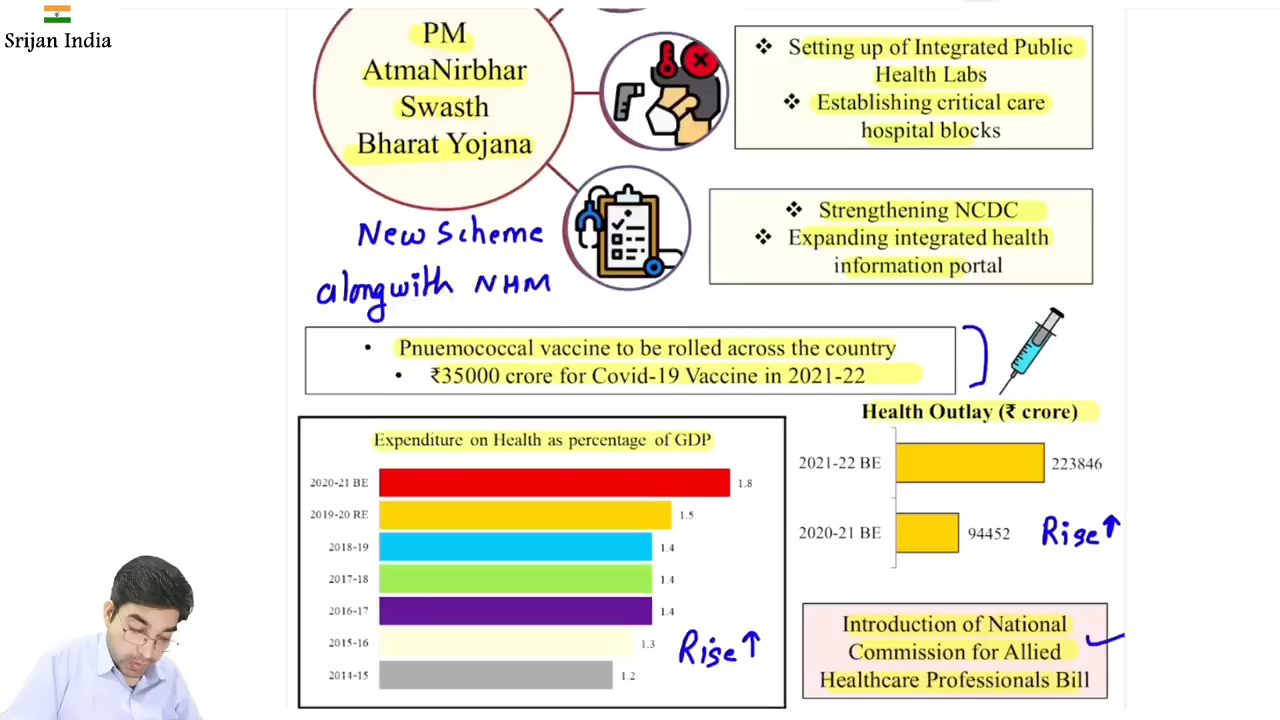 Srijan India
PM
AtmaNirbhar
Swasth
Bharat Yojana
❖ Setting up of Integrated Public
Health Labs
❖ Establishing critical care
hospital blocks
❖ Strengthening NCDC
❖ Expanding integrated health
information portal
New Scheme
alongwith NHM
• Pnuemococcal vaccine to be rolled across the country
• ₹35000 crore for Covid-19 Vaccine in 2021-22
Expenditure on Health as percentage of GDP
2020-21 BE 1.8
2019-20 RE 1.5
2018-19 1.4
2017-18 1.4
2016-17 1.4
2015-16 1.3
2014-15 1.2
Rise↑
Health Outlay (₹ crore)
2021-22 BE 223846
2020-21 BE 94452
Rise↑
Introduction of National
Commission for Allied
Healthcare Professionals Bill